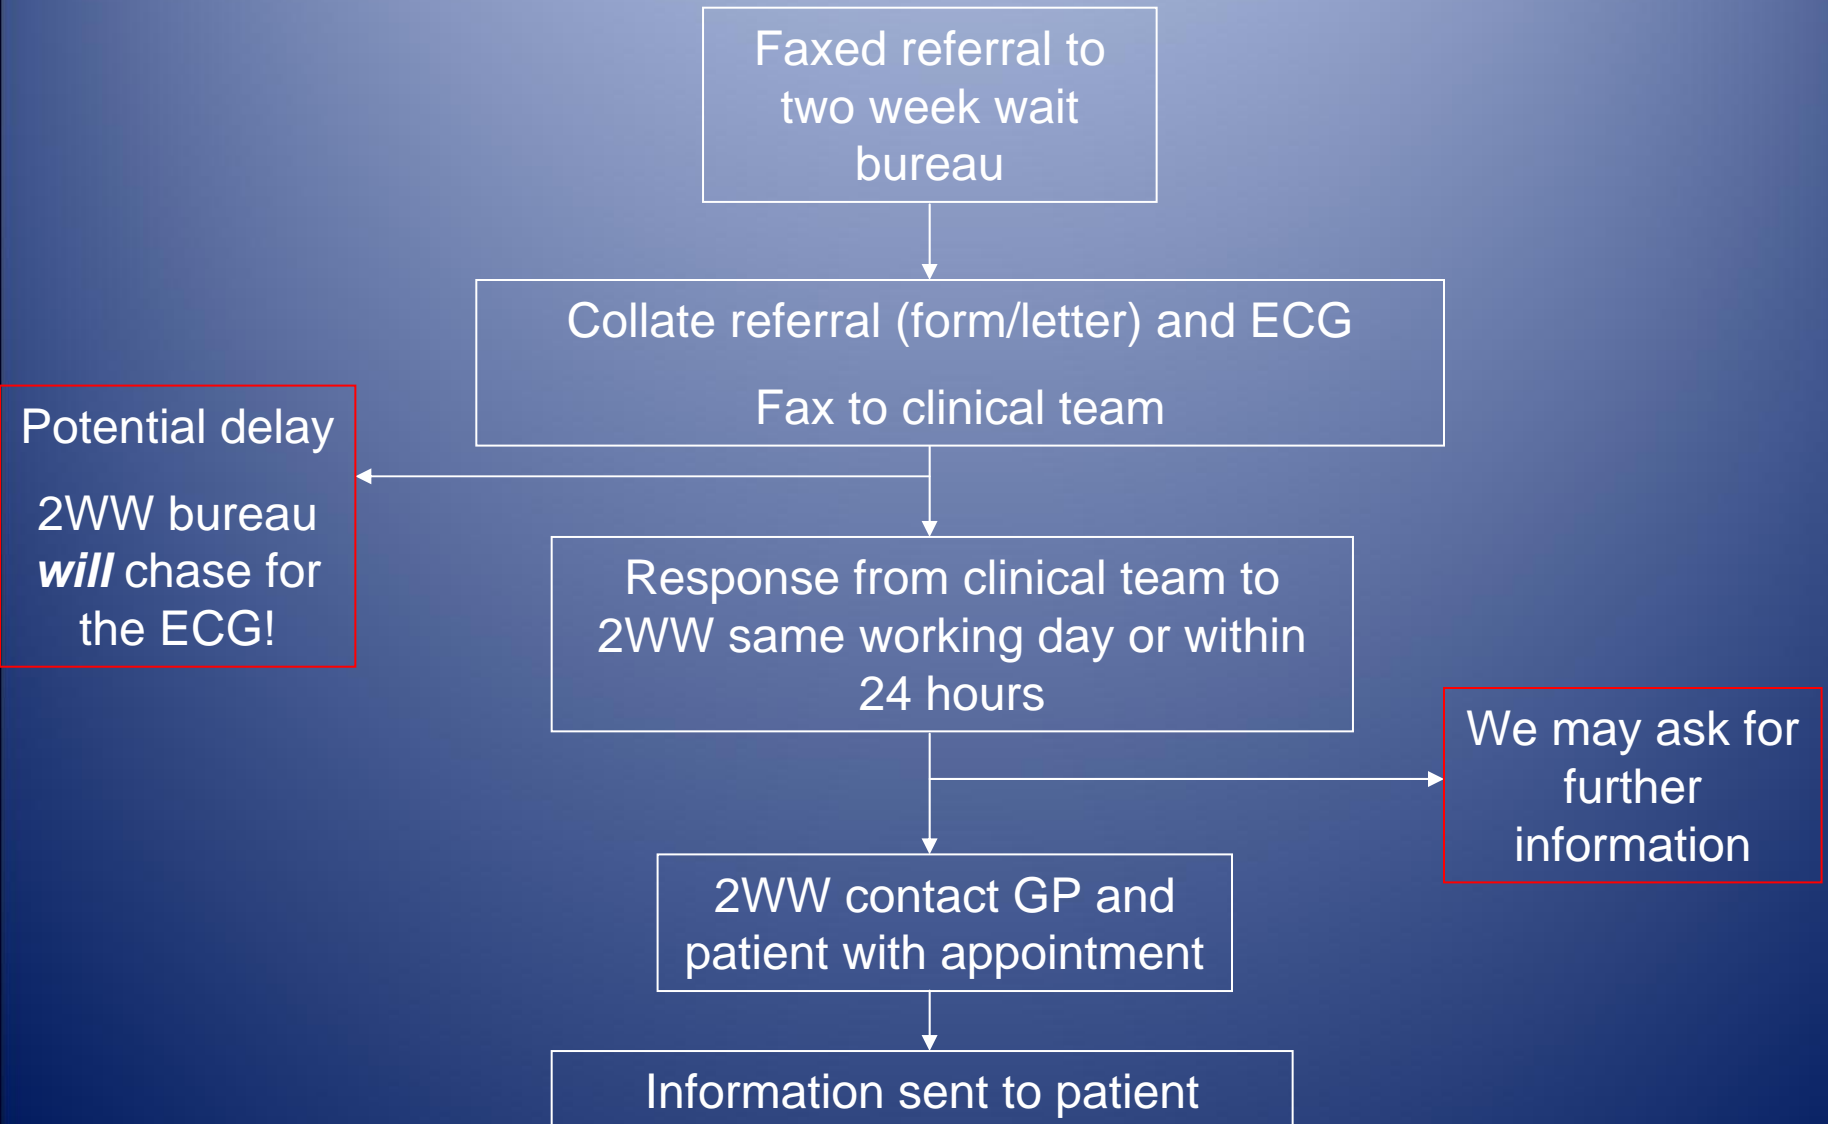 Faxed referral to
two week wait
bureau
Collate referral (form/letter) and ECG
Fax to clinical team
Potential delay
2WW bureau
will chase for
the ECG!
Response from clinical team to
2WW same working day or within
24 hours
We may ask for
further
information
2WW contact GP and
patient with appointment
Information sent to patient